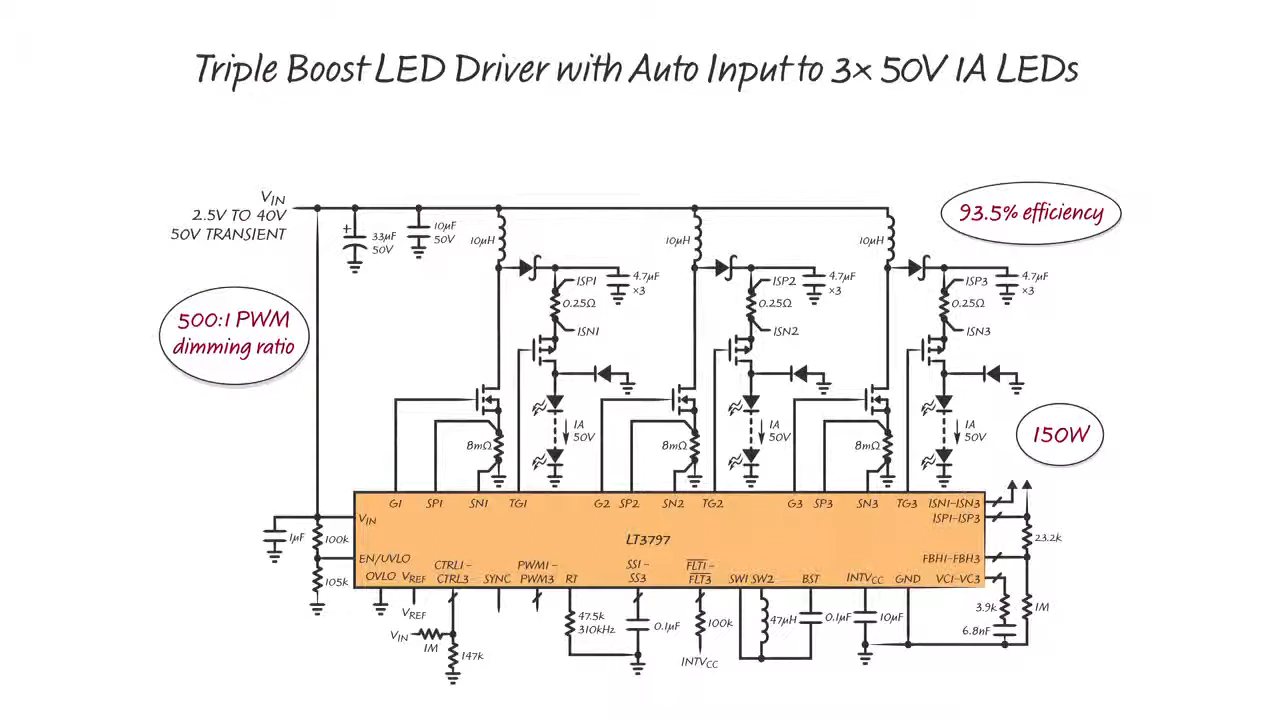 Triple Boost LED Driver with Auto Input to 3× 50V 1A LEDs
VIN
2.5V TO 40V
50V TRANSIENT
33µF
50V
10µF
50V
10µH
10µH
10µH
93.5% efficiency
ISP1
0.25Ω
ISN1
4.7µF
×3
ISP2
0.25Ω
ISN2
4.7µF
×3
ISP3
0.25Ω
ISN3
4.7µF
×3
500:1 PWM
dimming ratio
8mΩ
1A
50V
8mΩ
1A
50V
8mΩ
1A
50V
150W
G1 SP1 SN1 TG1 G2 SP2 SN2 TG2 G3 SP3 SN3 TG3 ISN1–ISN3
VIN
ISP1–ISP3
1µF
100k
LT3797
23.2k
EN/UVLO
FBH1–FBH3
105k
OVLO
VREF
CTRL1–
CTRL3
SYNC
PWM1–
PWM3
RT
SS1–
SS3
FLT1–
FLT3
SW1 SW2
BST
INTVCC
GND
VC1–VC3
VREF
VIN
1M
147k
47.5k
310kHz
0.1µF
100k
INTVCC
47µH
0.1µF
10µF
3.9k
6.8nF
1M